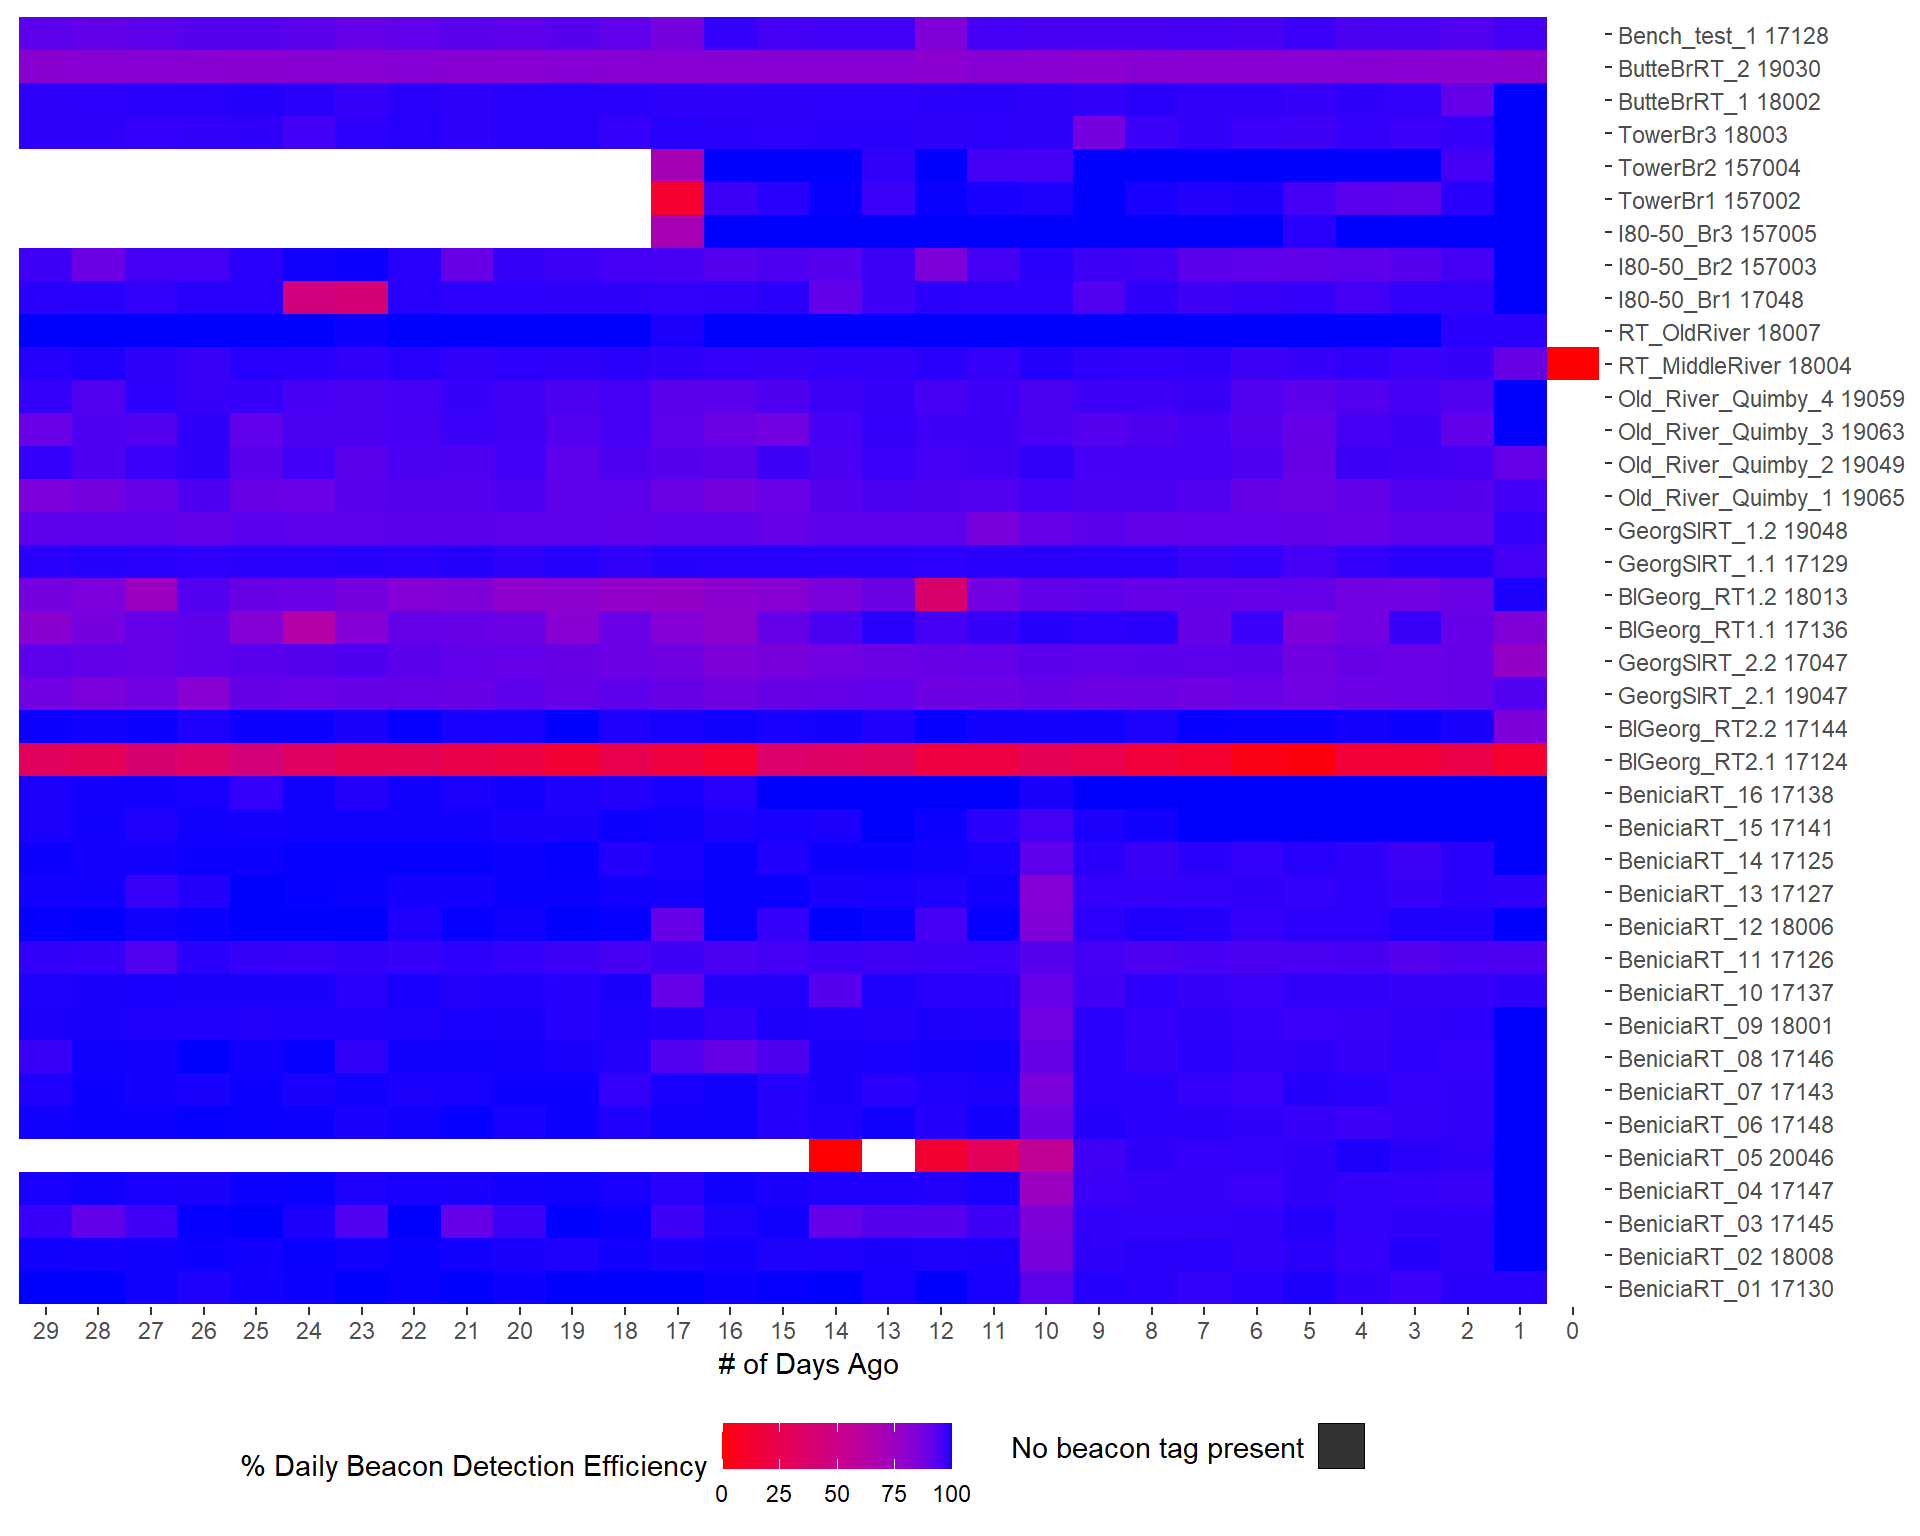 Bench_test_1 17128
ButteBrRT_2 19030
ButteBrRT_1 18002
TowerBr3 18003
TowerBr2 157004
TowerBr1 157002
I80-50_Br3 157005
I80-50_Br2 157003
I80-50_Br1 17048
RT_OldRiver 18007
RT_MiddleRiver 18004
Old_River_Quimby_4 19059
Old_River_Quimby_3 19063
Old_River_Quimby_2 19049
Old_River_Quimby_1 19065
GeorgSlRT_1.2 19048
GeorgSlRT_1.1 17129
BlGeorg_RT1.2 18013
BlGeorg_RT1.1 17136
GeorgSlRT_2.2 17047
GeorgSlRT_2.1 19047
BlGeorg_RT2.2 17144
BlGeorg_RT2.1 17124
BeniciaRT_16 17138
BeniciaRT_15 17141
BeniciaRT_14 17125
BeniciaRT_13 17127
BeniciaRT_12 18006
BeniciaRT_11 17126
BeniciaRT_10 17137
BeniciaRT_09 18001
BeniciaRT_08 17146
BeniciaRT_07 17143
BeniciaRT_06 17148
BeniciaRT_05 20046
BeniciaRT_04 17147
BeniciaRT_03 17145
BeniciaRT_02 18008
BeniciaRT_01 17130
29 28 27 26 25 24 23 22 21 20 19 18 17 16 15 14 13 12 11 10 9 8 7 6 5 4 3 2 1 0
# of Days Ago
% Daily Beacon Detection Efficiency
0 25 50 75 100
No beacon tag present